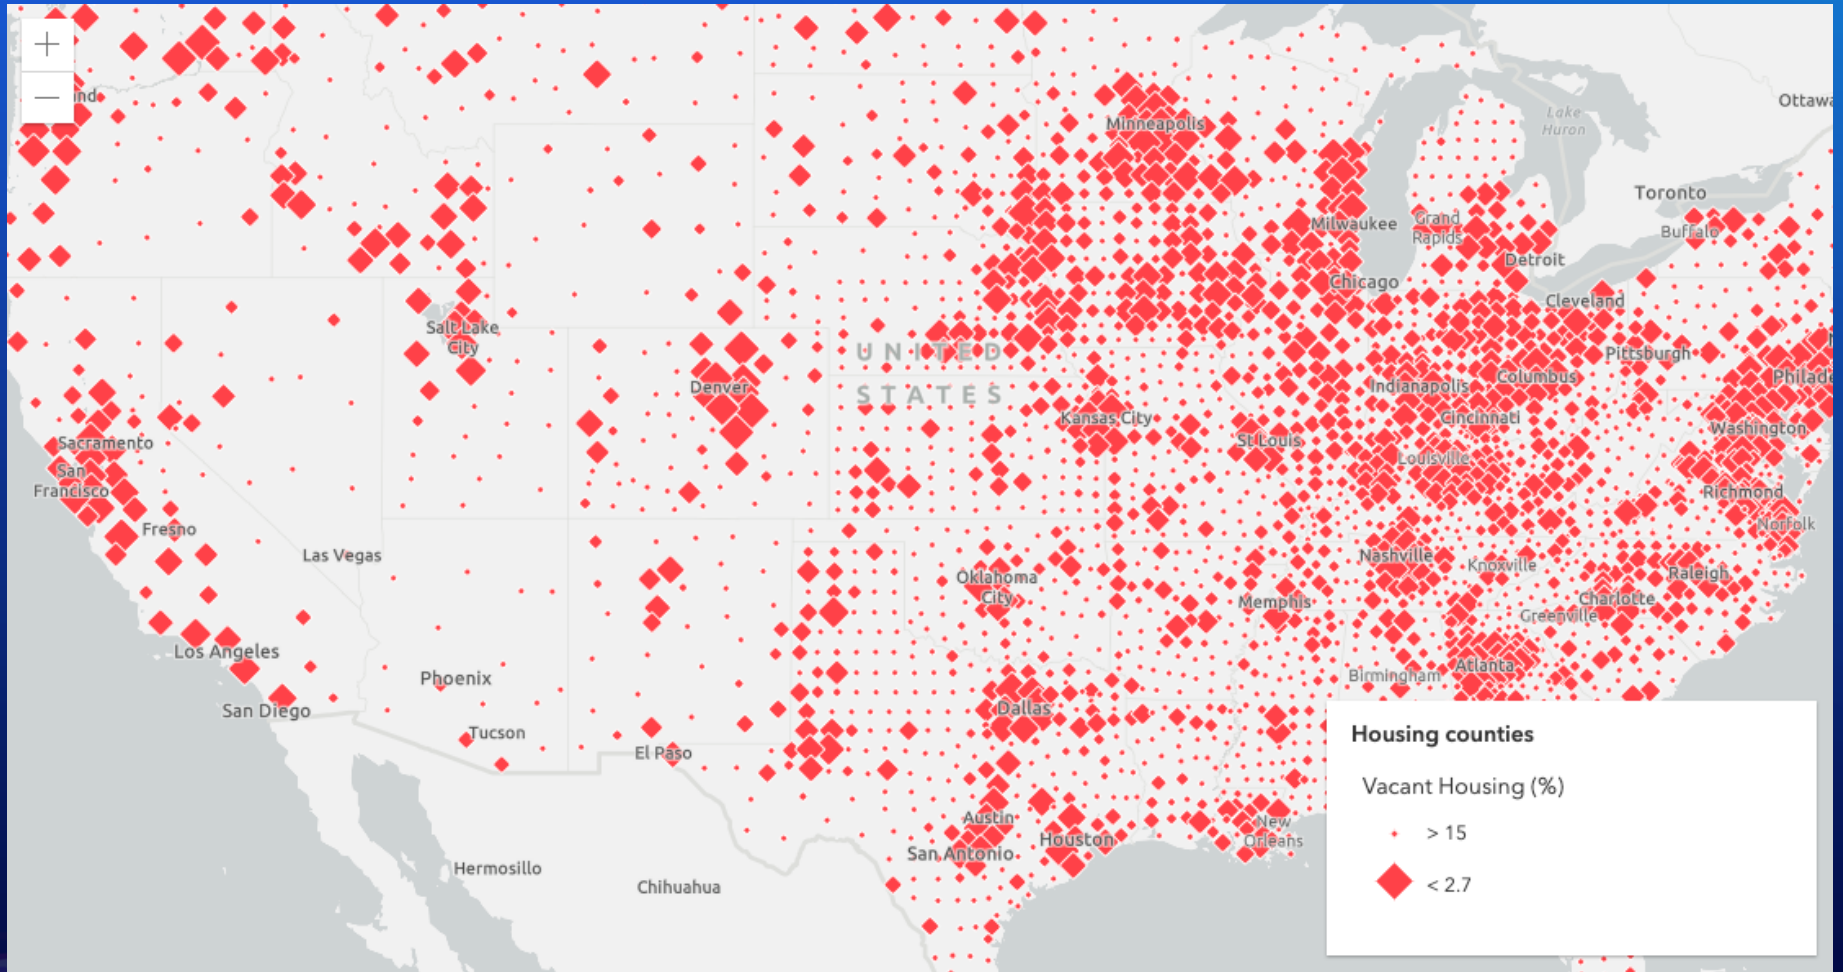 +
−
nd
Ottawa
Lake
Huron
Minneapolis
Toronto
Buffalo
Milwaukee
Grand
Rapids
Detroit
Chicago
Cleveland
Salt Lake
City
UNITED
STATES
Pittsburgh
Denver
Indianapolis
Columbus
Philade
Kansas City
Cincinnati
Sacramento
St Louis
Washington
San
Francisco
Louisville
Richmond
Fresno
Norfolk
Las Vegas
Nashville
Knoxville
Oklahoma
City
Raleigh
Memphis
Charlotte
Greenville
Los Angeles
Atlanta
Phoenix
Birmingham
San Diego
Dallas
Tucson
El Paso
Austin
New
Orleans
Houston
San Antonio
Hermosillo
Chihuahua
Housing counties
Vacant Housing (%)
> 15
< 2.7